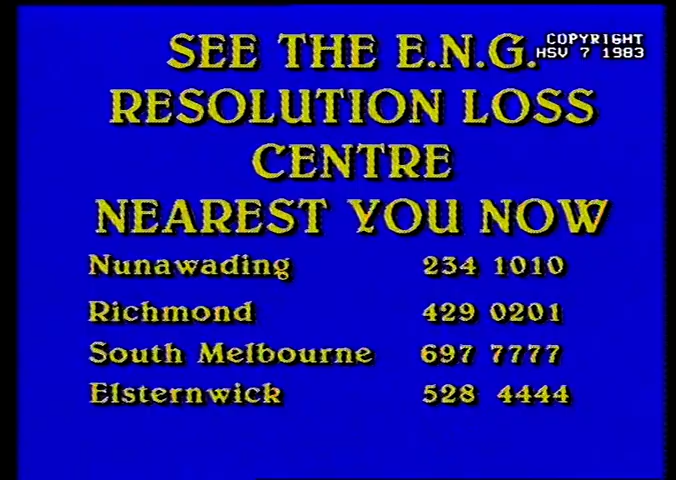 SEE THE E.N.G.
COPYRIGHT
HSV 7 1983
RESOLUTION LOSS
CENTRE
NEAREST YOU NOW
Nunawading 234 1010
Richmond 429 0201
South Melbourne 697 7777
Elsternwick 528 4444